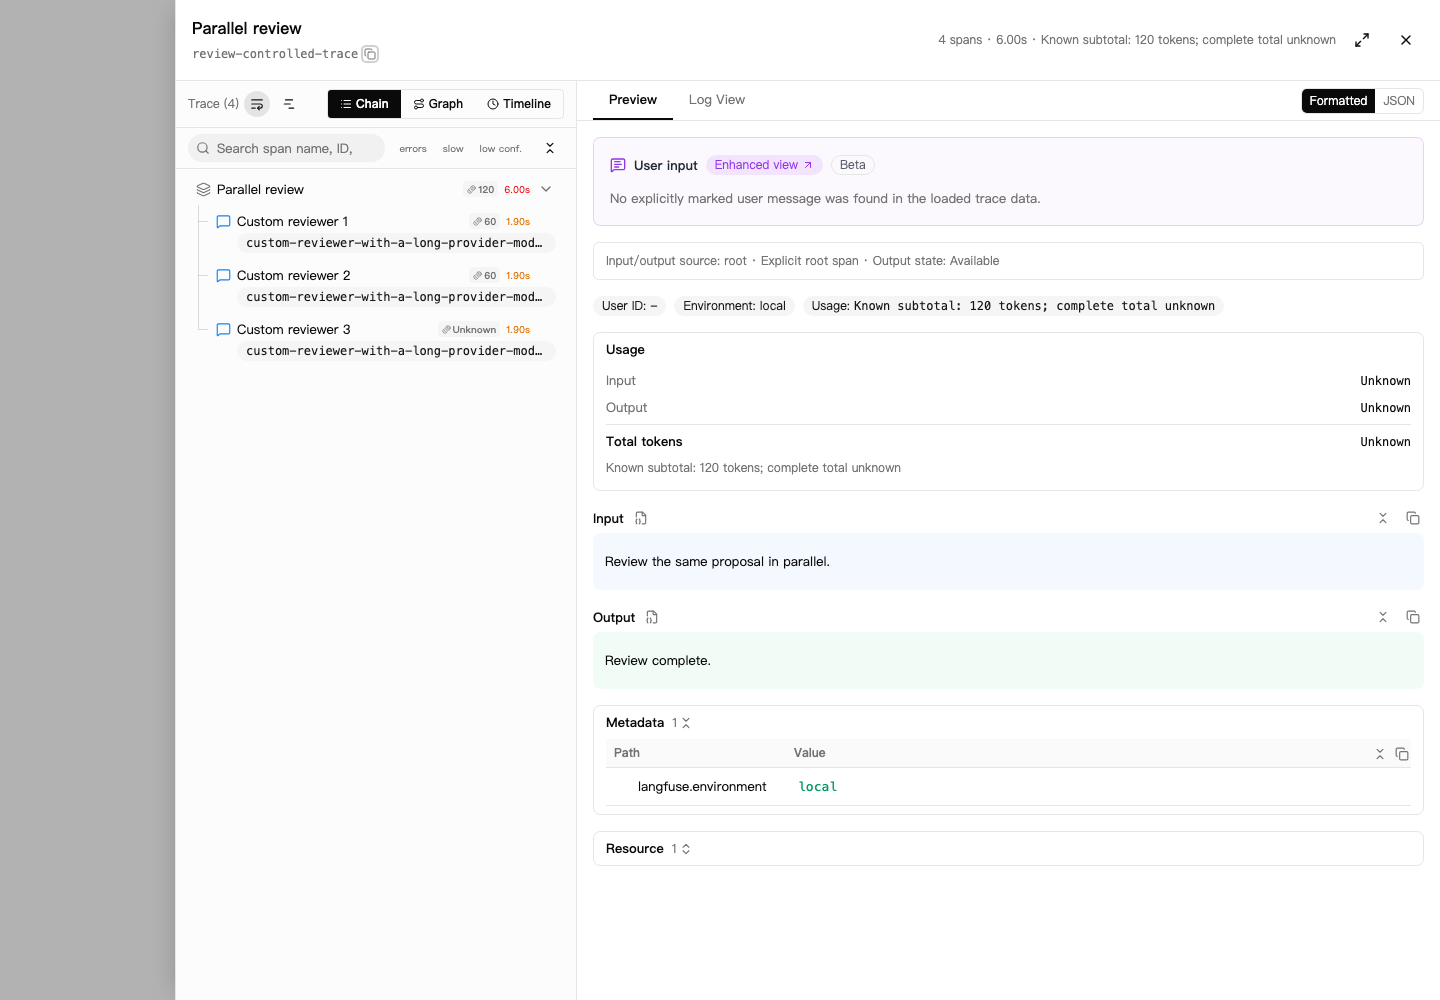 Parallel review
review-controlled-trace
4 spans · 6.00s · Known subtotal: 120 tokens; complete total unknown
Trace (4)
Chain
Graph
Timeline
Search span name, ID,
errors
slow
low conf.
Parallel review
120
6.00s
Custom reviewer 1
60
1.90s
custom-reviewer-with-a-long-provider-mod…
Custom reviewer 2
60
1.90s
custom-reviewer-with-a-long-provider-mod…
Custom reviewer 3
Unknown
1.90s
custom-reviewer-with-a-long-provider-mod…
Preview
Log View
Formatted
JSON
User input
Enhanced view
Beta
No explicitly marked user message was found in the loaded trace data.
Input/output source: root · Explicit root span · Output state: Available
User ID: –
Environment: local
Usage: Known subtotal: 120 tokens; complete total unknown
Usage
Input
Unknown
Output
Unknown
Total tokens
Unknown
Known subtotal: 120 tokens; complete total unknown
Input
Review the same proposal in parallel.
Output
Review complete.
Metadata 1
Path
Value
langfuse.environment
local
Resource 1